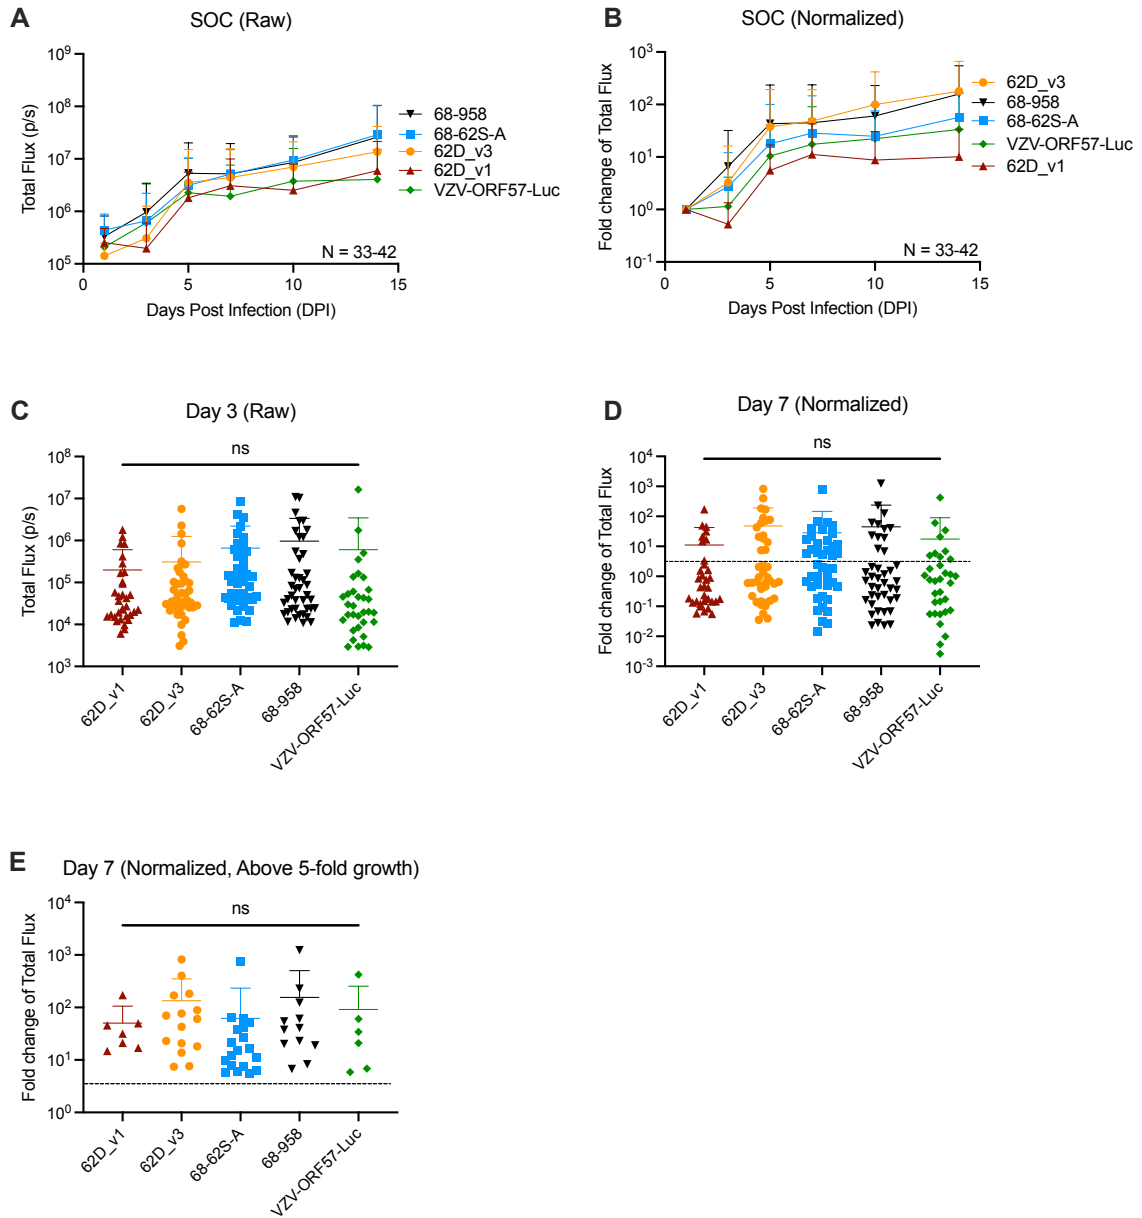 A
SOC (Raw)
Total Flux (p/s)
10⁹
10⁸
10⁷
10⁶
10⁵
0
5
10
15
N = 33-42
Days Post Infection (DPI)
68-958
68-62S-A
62D_v3
62D_v1
VZV-ORF57-Luc
B
SOC (Normalized)
Fold change of Total Flux
10³
10²
10¹
10⁰
10⁻¹
0
5
10
15
N = 33-42
Days Post Infection (DPI)
62D_v3
68-958
68-62S-A
VZV-ORF57-Luc
62D_v1
C
Day 3 (Raw)
ns
Total Flux (p/s)
10⁸
10⁷
10⁶
10⁵
10⁴
10³
62D_v1
62D_v3
68-62S-A
68-958
VZV-ORF57-Luc
D
Day 7 (Normalized)
ns
Fold change of Total Flux
10⁴
10³
10²
10¹
10⁰
10⁻¹
10⁻²
10⁻³
62D_v1
62D_v3
68-62S-A
68-958
VZV-ORF57-Luc
E
Day 7 (Normalized, Above 5-fold growth)
ns
Fold change of Total Flux
10⁴
10³
10²
10¹
10⁰
62D_v1
62D_v3
68-62S-A
68-958
VZV-ORF57-Luc